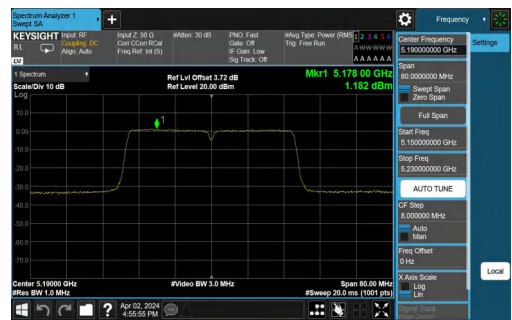 Spectrum Analyzer 1
Swept SA
+
Frequency
KEYSIGHT
RL
Input: RF
Coupling: DC
Align: Auto
Input Z: 50 Ω
Corr CCorr RCal
Freq Ref: Int (S)
#Atten: 30 dB
PNO: Fast
Gate: Off
IF Gain: Low
Sig Track: Off
#Avg Type: Power (RMS
Trig: Free Run
1 2 3 4 5 6
A W W W W W
A A A A A A
LV
1 Spectrum
Scale/Div 10 dB
Log
Ref Lvl Offset 3.72 dB
Ref Level 20.00 dBm
Mkr1 5.178 00 GHz
1.182 dBm
1
10.0
0.00
-10.0
-20.0
-30.0
-40.0
-50.0
-60.0
-70.0
Center 5.19000 GHz
#Res BW 1.0 MHz
#Video BW 3.0 MHz
Span 80.00 MHz
#Sweep 20.0 ms (1001 pts)
Center Frequency
5.190000000 GHz
Settings
Span
80.0000000 MHz
Swept Span
Zero Span
Full Span
Start Freq
5.150000000 GHz
Stop Freq
5.230000000 GHz
AUTO TUNE
CF Step
8.000000 MHz
Auto
Man
Freq Offset
0 Hz
X Axis Scale
Log
Lin
Local
Signal Track
?
Apr 02, 2024
4:55:55 PM